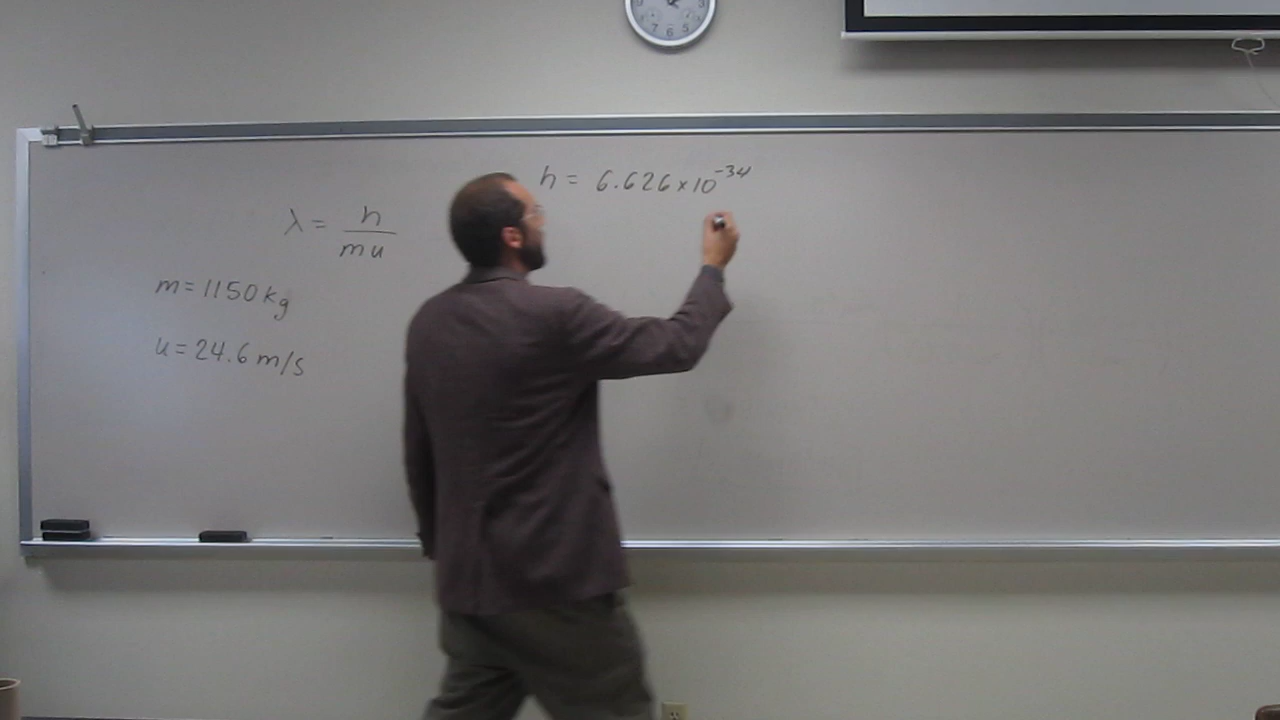 h = 6.626 x 10^-34
λ = h / mu
m = 1150 kg
u = 24.6 m/s